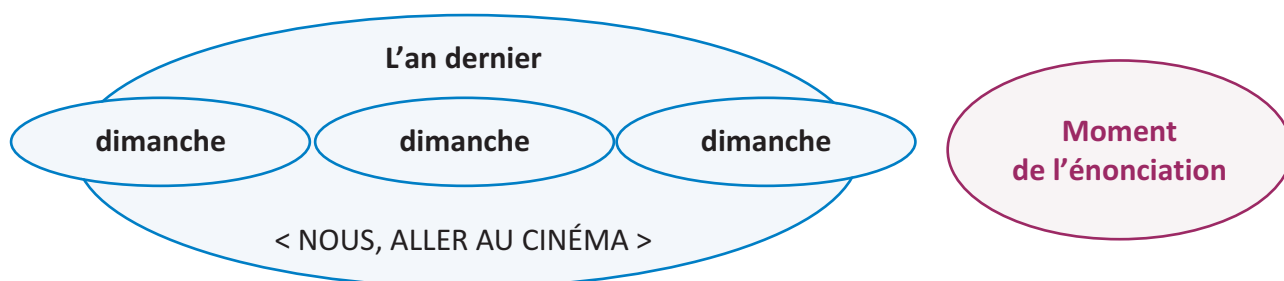 L’an dernier
dimanche
dimanche
dimanche
Moment
de l’énonciation
< NOUS, ALLER AU CINÉMA >